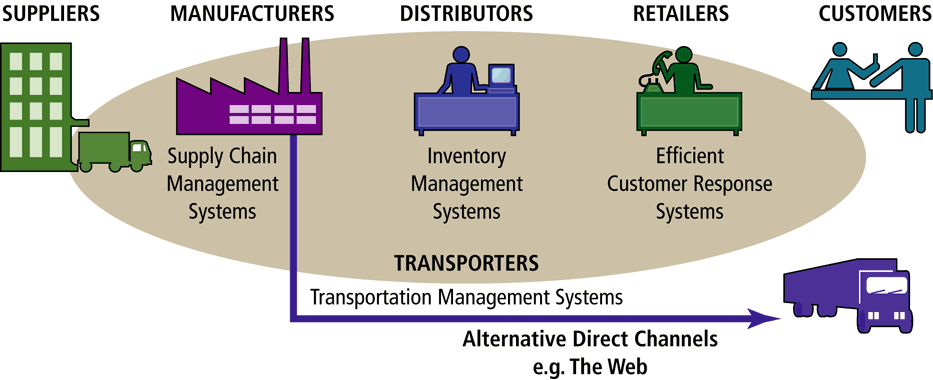 SUPPLIERS
MANUFACTURERS
DISTRIBUTORS
RETAILERS
CUSTOMERS
Supply Chain
Management
Systems
Inventory
Management
Systems
Efficient
Customer Response
Systems
TRANSPORTERS
Transportation Management Systems
Alternative Direct Channels
e.g. The Web